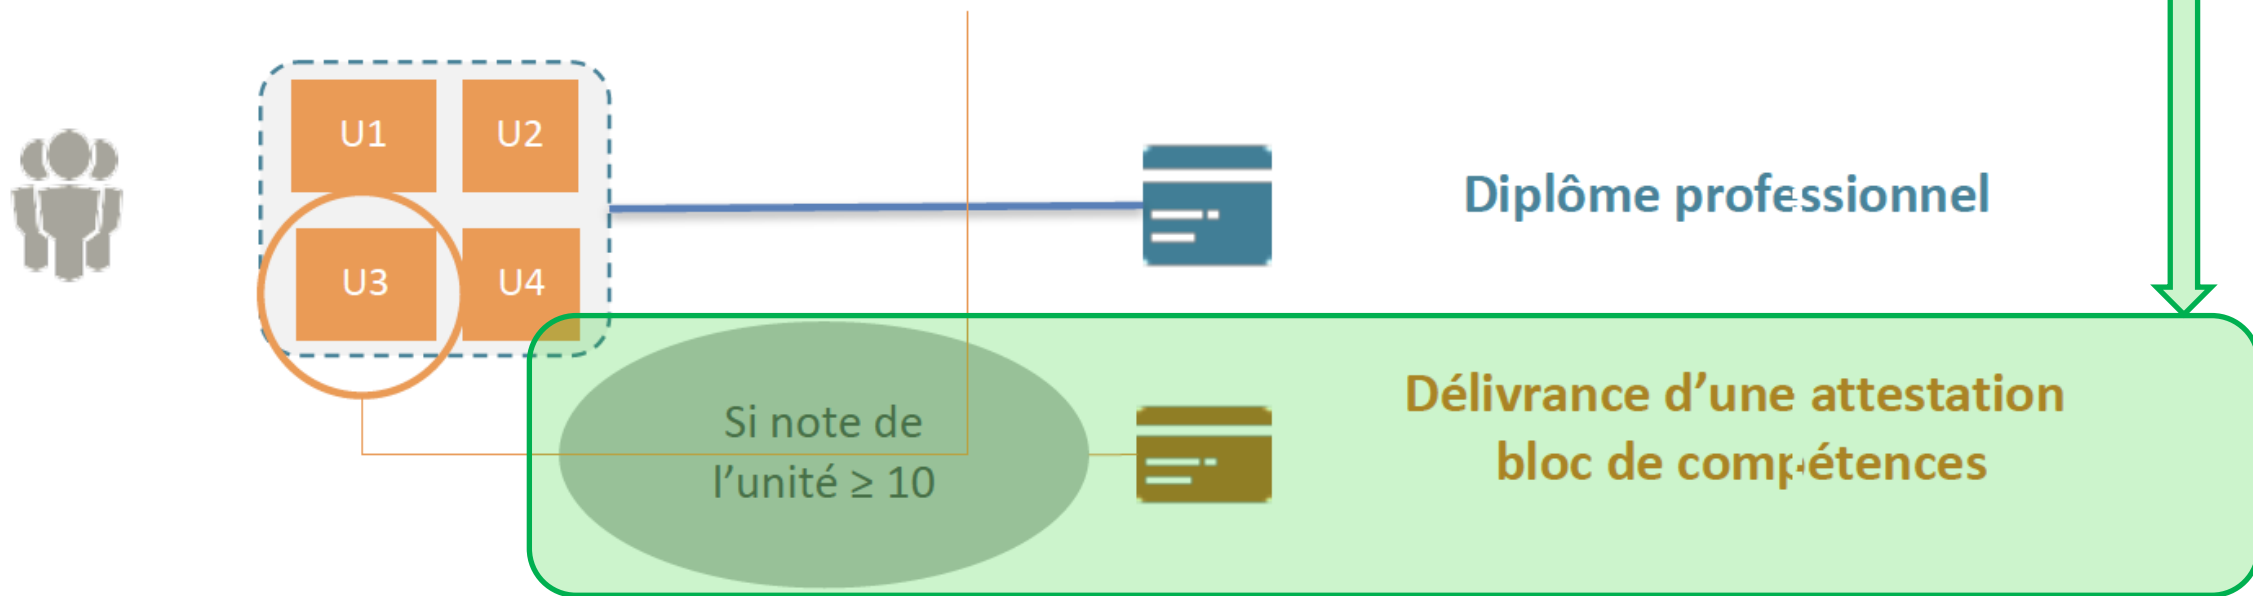 U1
U2
U3
U4
Diplôme professionnel
Si note de
l’unité ≥ 10
Délivrance d’une attestation
bloc de compétences